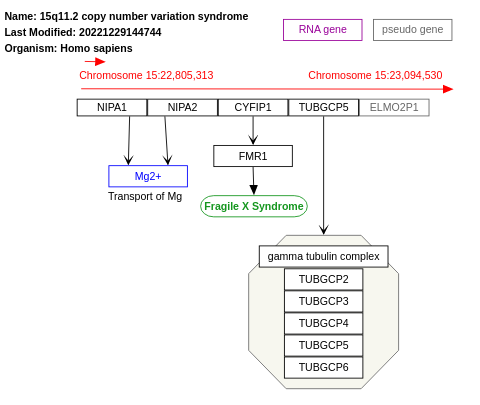 Name: 15q11.2 copy number variation syndrome
Last Modified: 20221229144744
Organism: Homo sapiens
RNA gene
pseudo gene
Chromosome 15:22,805,313
Chromosome 15:23,094,530
NIPA1
NIPA2
CYFIP1
TUBGCP5
ELMO2P1
FMR1
Mg2+
Transport of Mg
Fragile X Syndrome
gamma tubulin complex
TUBGCP2
TUBGCP3
TUBGCP4
TUBGCP5
TUBGCP6